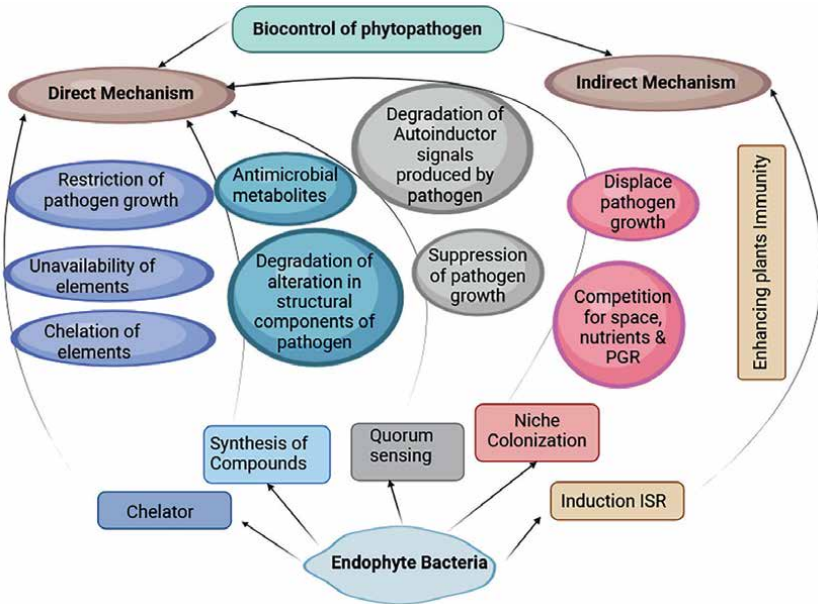 Biocontrol of phytopathogen
Direct Mechanism
Indirect Mechanism
Degradation of
Autoinductor
signals
produced by
pathogen
Restriction of
pathogen growth
Antimicrobial
metabolites
Displace
pathogen
growth
Enhancing plants Immunity
Unavailability of
elements
Degradation of
alteration in
structural
components of
pathogen
Suppression
of pathogen
growth
Competition
for space,
nutrients &
PGR
Chelation of
elements
Synthesis of
Compounds
Quorum
sensing
Niche
Colonization
Chelator
Induction ISR
Endophyte Bacteria